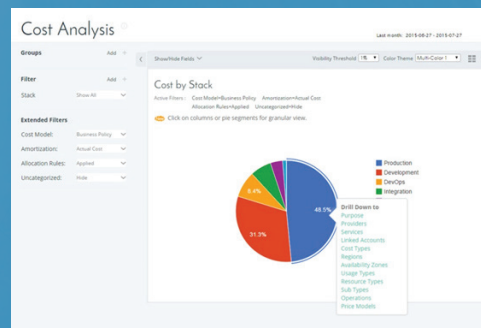 Cost Analysis
Last month: 2015-06-27 - 2015-07-27
Groups Add +
Filter Add +
Stack Show All
Extended Filters
Cost Model: Business Policy
Amortization: Actual Cost
Allocation Rules: Applied
Uncategorized: Hide
Show/Hide Fields
Visibility Threshold 1% Color Theme Multi-Color 1
Cost by Stack
Active Filters: Cost Model=Business Policy Amortization=Actual Cost
Allocation Rules=Applied Uncategorized=Hide
Click on columns or pie segments for granular view.
Production
Development
DevOps
Integration
48.5%
31.3%
8.4%
Drill Down to
Purpose
Providers
Services
Linked Accounts
Cost Types
Regions
Availability Zones
Usage Types
Resource Types
Sub Types
Operations
Price Models